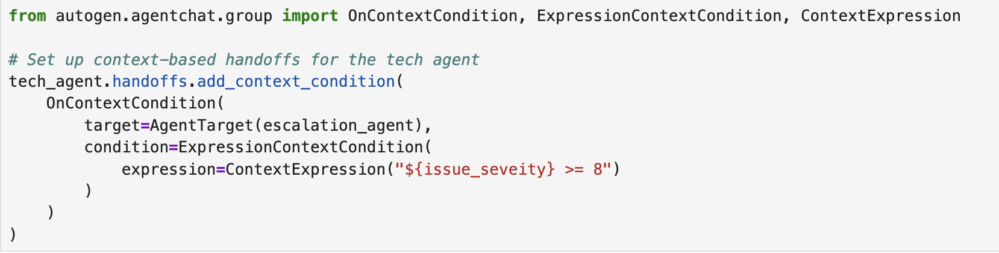 from autogen.agentchat.group import OnContextCondition, ExpressionContextCondition, ContextExpression

# Set up context-based handoffs for the tech agent
tech_agent.handoffs.add_context_condition(
    OnContextCondition(
        target=AgentTarget(escalation_agent),
        condition=ExpressionContextCondition(
            expression=ContextExpression("${issue_seveity} >= 8")
        )
    )
)